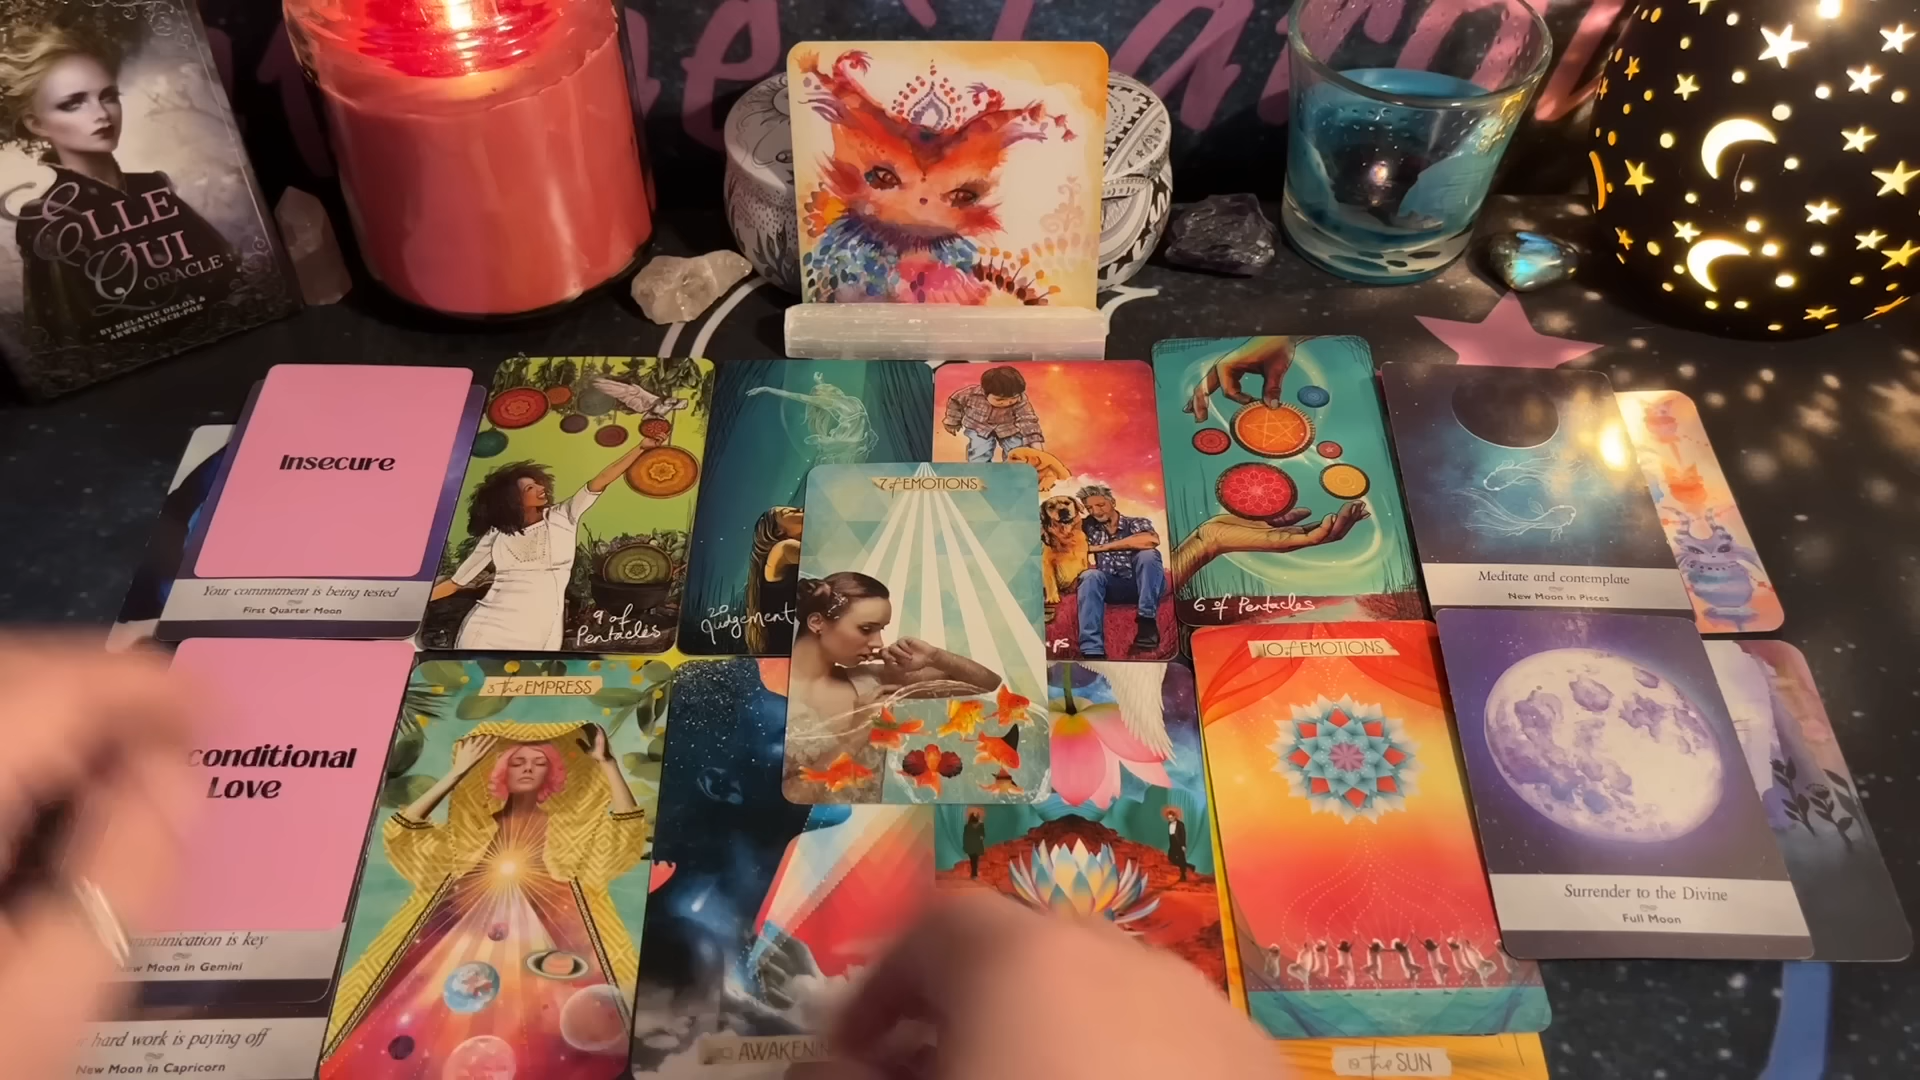 ELLE
QUI
ORACLE
BY MELANIE DELON &
ARWEN LYNCH-POE
Insecure
Your commitment is being tested
First Quarter Moon
9 of
Pentacles
20
Judgement
7 of EMOTIONS
ps
6 of Pentacles
Meditate and contemplate
New Moon in Pisces
conditional
Love
munication is key
New Moon in Gemini
hard work is paying off
New Moon in Capricorn
3 the EMPRESS
AWAKENIN
10 of EMOTIONS
the SUN
Surrender to the Divine
Full Moon